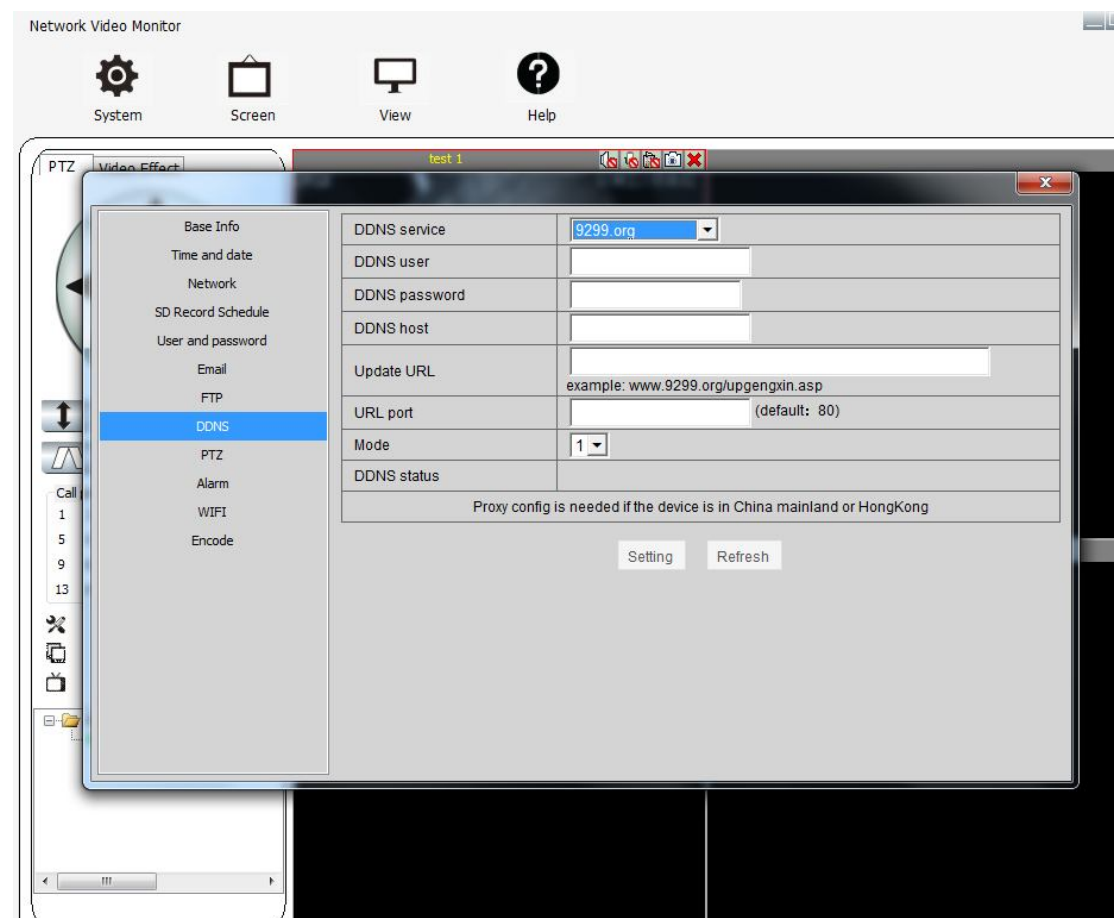 Network Video Monitor
System
Screen
View
Help
PTZ
Video Effect
test 1
Base Info
Time and date
Network
SD Record Schedule
User and password
Email
FTP
DDNS
PTZ
Alarm
WIFI
Encode
DDNS service 9299.org
DDNS user
DDNS password
DDNS host
Update URL
example: www.9299.org/upgengxin.asp
URL port (default: 80)
Mode 1
DDNS status
Proxy config is needed if the device is in China mainland or HongKong
Setting Refresh
Call
1
5
9
13